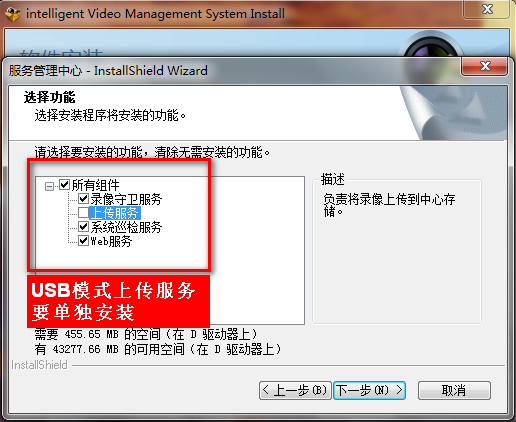 intelligent Video Management System Install
软件安装
服务管理中心 - InstallShield Wizard
选择功能
选择安装程序将安装的功能。
请选择要安装的功能，清除无需安装的功能。
所有组件
录像守卫服务
上传服务
系统巡检服务
Web服务
描述
负责将录像上传到中心存
储。
USB模式上传服务
要单独安装
需要 455.65 MB 的空间（在 D 驱动器上）
有 43277.66 MB 的可用空间（在 D 驱动器上）
InstallShield
< 上一步(B)
下一步(N) >
取消